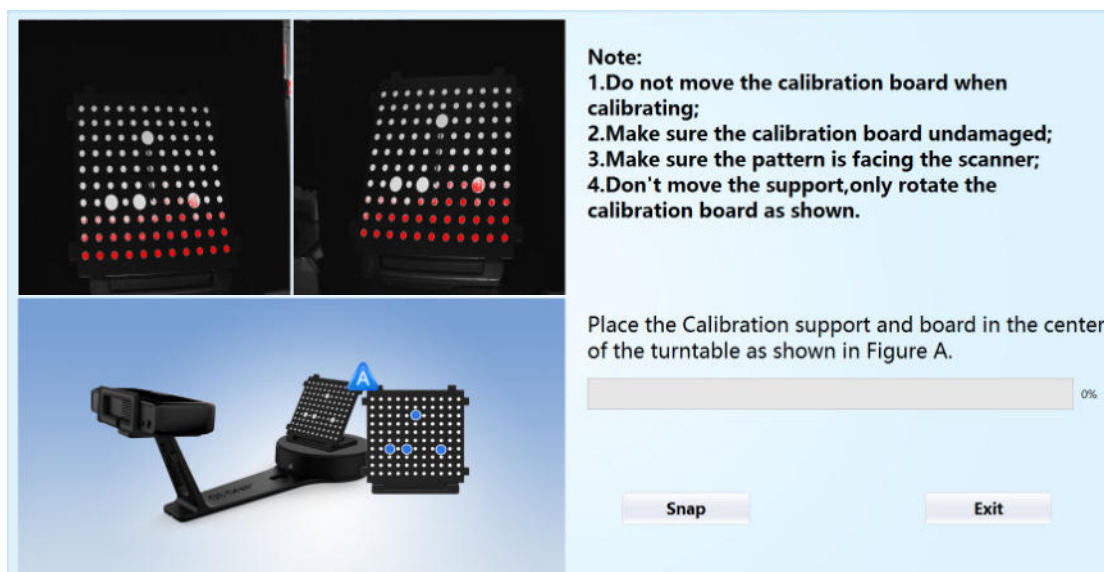 Note:
1.Do not move the calibration board when
calibrating;
2.Make sure the calibration board undamaged;
3.Make sure the pattern is facing the scanner;
4.Don't move the support,only rotate the
calibration board as shown.
Place the Calibration support and board in the center
of the turntable as shown in Figure A.
0%
A
Snap
Exit